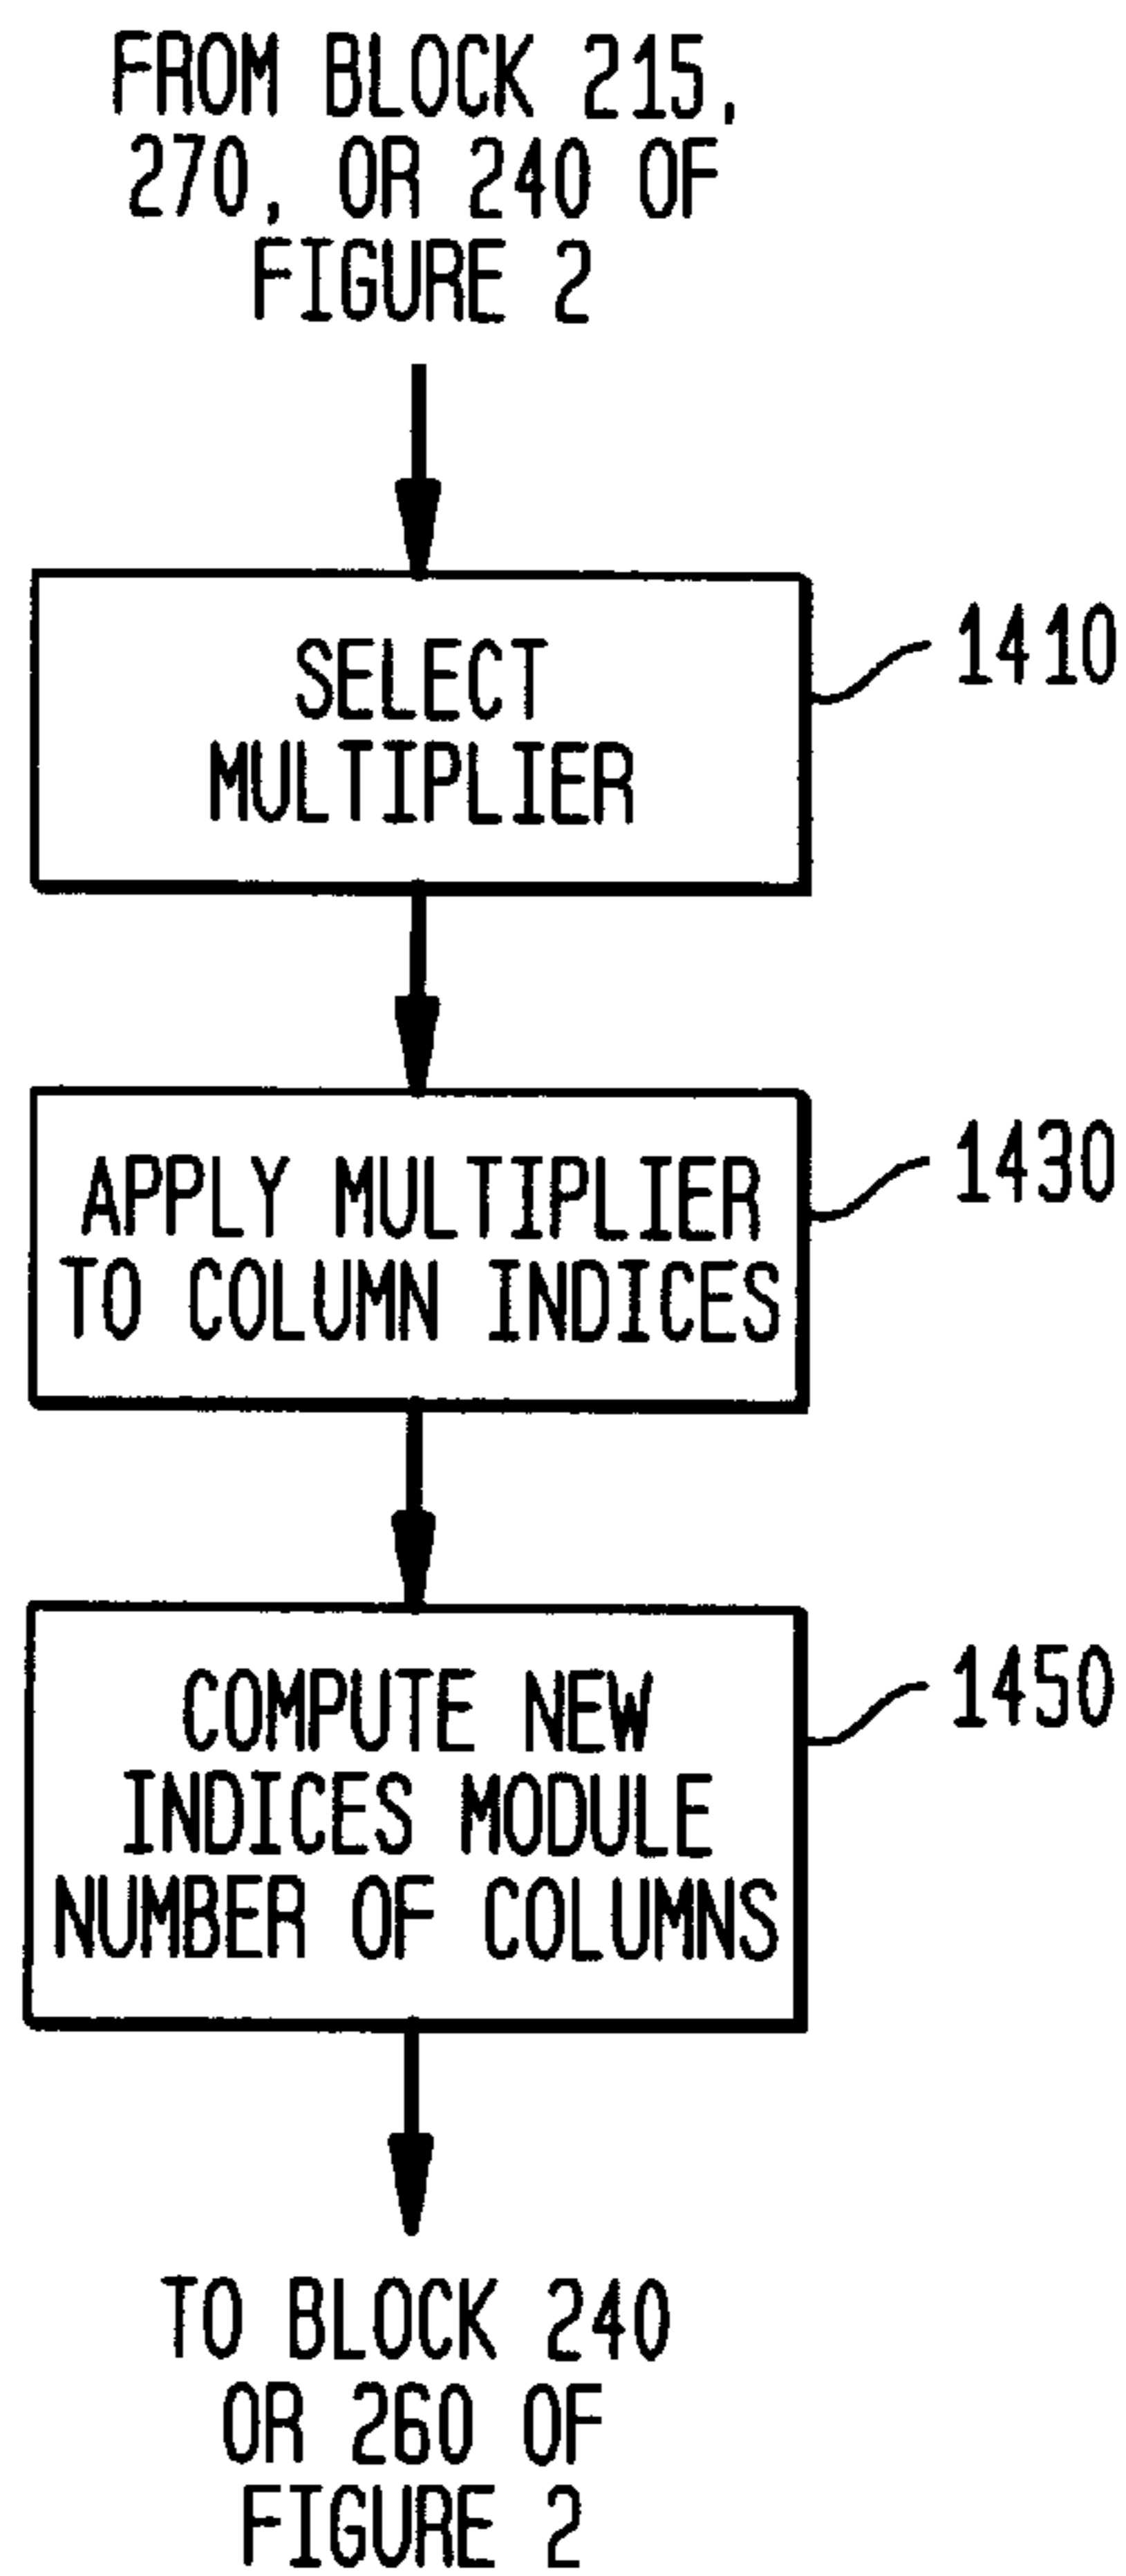 FROM BLOCK 215,
270, OR 240 OF
FIGURE 2
SELECT
MULTIPLIER
1410
APPLY MULTIPLIER
TO COLUMN INDICES
1430
COMPUTE NEW
INDICES MODULE
NUMBER OF COLUMNS
1450
TO BLOCK 240
OR 260 OF
FIGURE 2